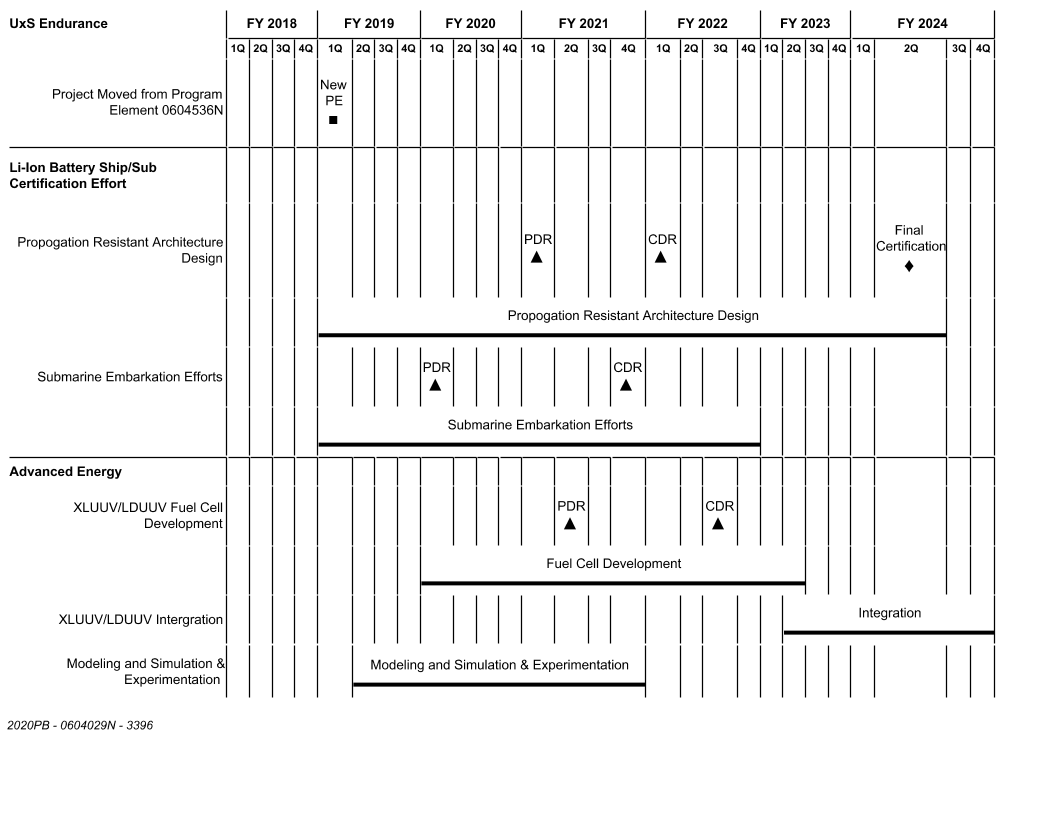 UxS Endurance FY 2018 FY 2019 FY 2020 FY 2021 FY 2022 FY 2023 FY 2024
1Q 2Q 3Q 4Q 1Q 2Q 3Q 4Q 1Q 2Q 3Q 4Q 1Q 2Q 3Q 4Q 1Q 2Q 3Q 4Q 1Q 2Q 3Q 4Q 1Q 2Q 3Q 4Q
Project Moved from Program
Element 0604536N
New
PE
Li-Ion Battery Ship/Sub
Certification Effort
Propogation Resistant Architecture
Design
PDR
CDR
Final
Certification
Propogation Resistant Architecture Design
Submarine Embarkation Efforts
PDR
CDR
Submarine Embarkation Efforts
Advanced Energy
XLUUV/LDUUV Fuel Cell
Development
PDR
CDR
Fuel Cell Development
XLUUV/LDUUV Intergration
Integration
Modeling and Simulation &
Experimentation
Modeling and Simulation & Experimentation
2020PB - 0604029N - 3396